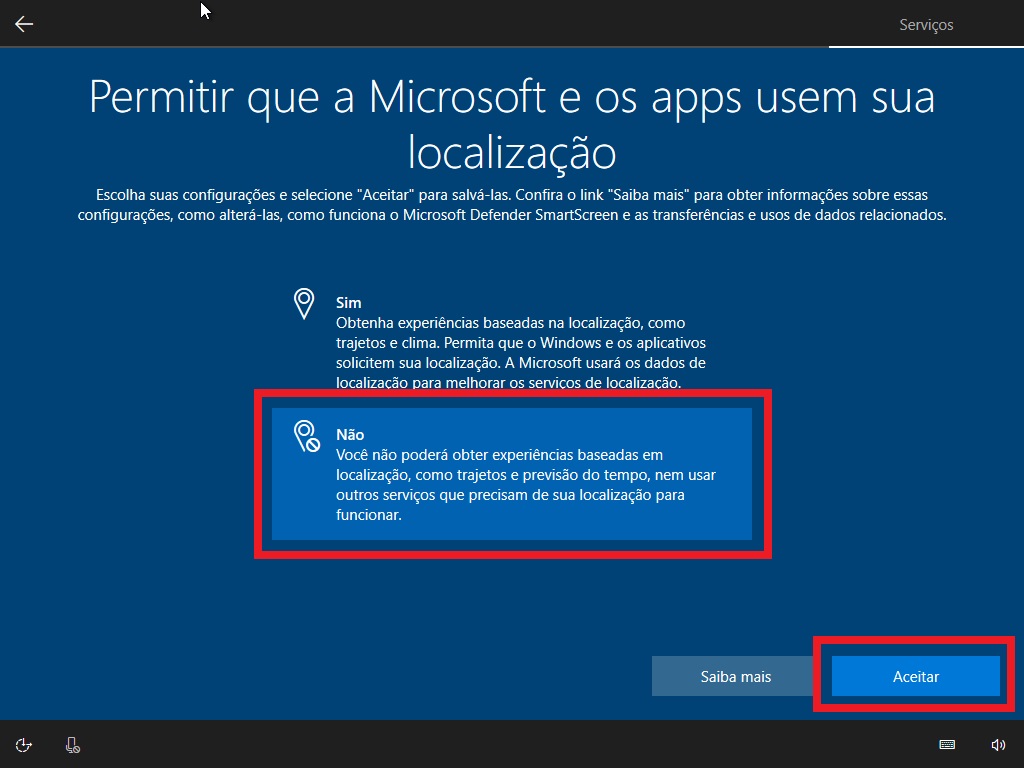 Serviços
Permitir que a Microsoft e os apps usem sua
localização
Escolha suas configurações e selecione "Aceitar" para salvá-las. Confira o link "Saiba mais" para obter informações sobre essas
configurações, como alterá-las, como funciona o Microsoft Defender SmartScreen e as transferências e usos de dados relacionados.
Sim
Obtenha experiências baseadas na localização, como
trajetos e clima. Permita que o Windows e os aplicativos
solicitem sua localização. A Microsoft usará os dados de
localização para melhorar os serviços de localização.
Não
Você não poderá obter experiências baseadas em
localização, como trajetos e previsão do tempo, nem usar
outros serviços que precisam de sua localização para
funcionar.
Saiba mais
Aceitar